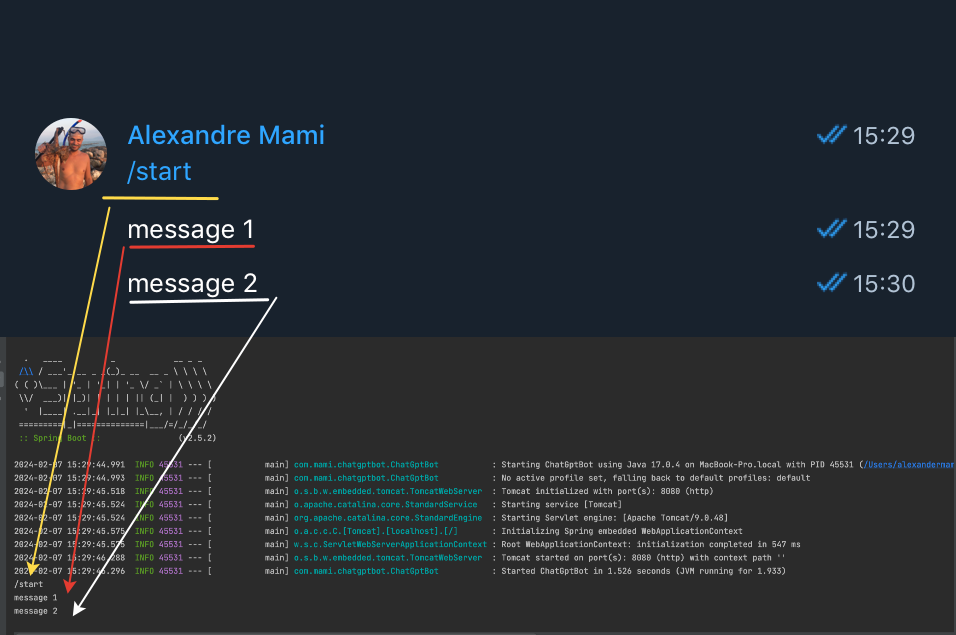 Alexandre Mami
15:29
/start
message 1
15:29
message 2
15:30
:: Spring Boot :: (v2.5.2)
2024-02-07 15:29:44.991 INFO 45531 --- [ main] com.mami.chatgptbot.ChatGptBot : Starting ChatGptBot using Java 17.0.4 on MacBook-Pro.local with PID 45531 (/Users/alexandermam
2024-02-07 15:29:44.993 INFO 45531 --- [ main] com.mami.chatgptbot.ChatGptBot : No active profile set, falling back to default profiles: default
2024-02-07 15:29:45.518 INFO 45531 --- [ main] o.s.b.w.embedded.tomcat.TomcatWebServer : Tomcat initialized with port(s): 8080 (http)
2024-02-07 15:29:45.524 INFO 45531 --- [ main] o.apache.catalina.core.StandardService : Starting service [Tomcat]
2024-02-07 15:29:45.524 INFO 45531 --- [ main] org.apache.catalina.core.StandardEngine : Starting Servlet engine: [Apache Tomcat/9.0.48]
2024-02-07 15:29:45.575 INFO 45531 --- [ main] o.a.c.c.C.[Tomcat].[localhost].[/] : Initializing Spring embedded WebApplicationContext
2024-02-07 15:29:45.575 INFO 45531 --- [ main] w.s.c.ServletWebServerApplicationContext : Root WebApplicationContext: initialization completed in 547 ms
2024-02-07 15:29:46.288 INFO 45531 --- [ main] o.s.b.w.embedded.tomcat.TomcatWebServer : Tomcat started on port(s): 8080 (http) with context path ''
2024-02-07 15:29:46.296 INFO 45531 --- [ main] com.mami.chatgptbot.ChatGptBot : Started ChatGptBot in 1.526 seconds (JVM running for 1.933)
/start
message 1
message 2